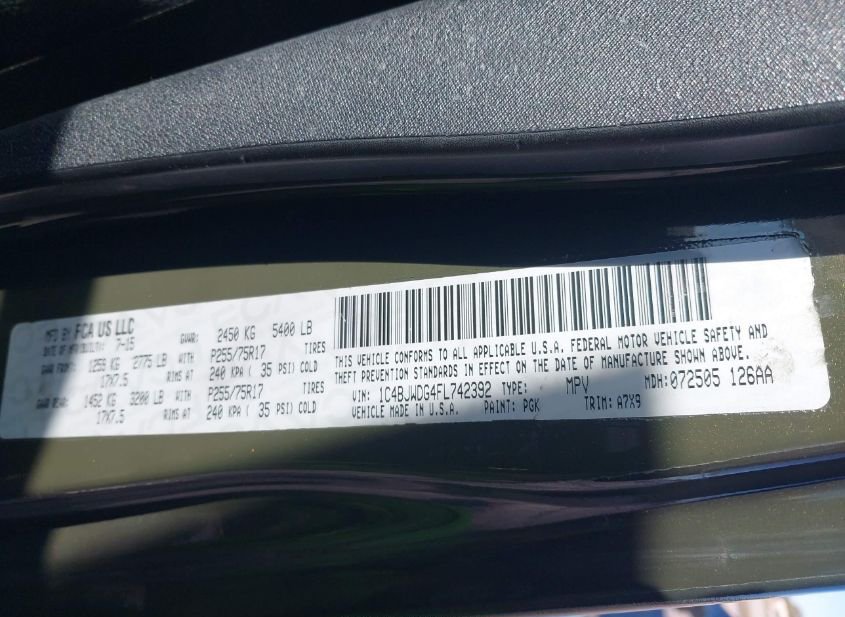 MFD BY FCA US LLC
DATE OF MFR(BUILT): 7-15
GVWR: 2450 KG 5400 LB
GAWR FRONT: 1259 KG 2775 LB WITH P255/75R17 TIRES
17X7.5 RIMS AT 240 KPA ( 35 PSI) COLD
GAWR REAR: 1452 KG 3200 LB WITH P255/75R17 TIRES
17X7.5 RIMS AT 240 KPA ( 35 PSI) COLD
THIS VEHICLE CONFORMS TO ALL APPLICABLE U.S.A. FEDERAL MOTOR VEHICLE SAFETY AND
THEFT PREVENTION STANDARDS IN EFFECT ON THE DATE OF MANUFACTURE SHOWN ABOVE.
VIN: 1C4BJWDG4FL742392 TYPE: MPV MDH:072505 126AA
VEHICLE MADE IN U.S.A. PAINT: PGK TRIM: A7X9